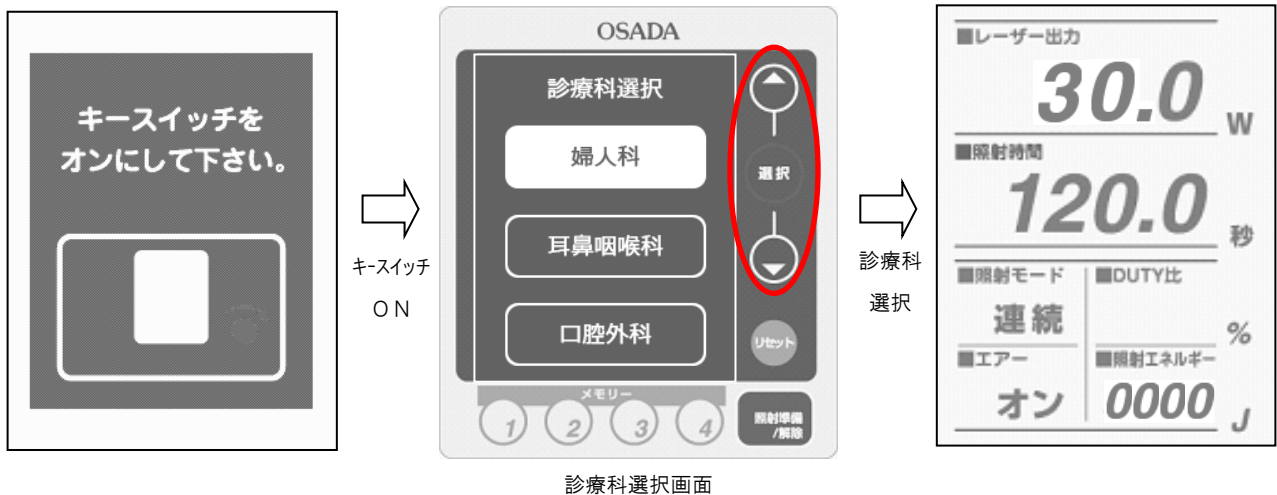 キースイッチを
オンにして下さい。
キースイッチ
ON
OSADA
診療科選択
婦人科
耳鼻咽喉科
口腔外科
選択
リセット
メモリー
1 2 3 4
照射準備
/解除
診療科選択画面
診療科
選択
■レーザー出力
30.0 W
■照射時間
120.0 秒
■照射モード ■DUTY比
連続 %
■エアー ■照射エネルギー
オン 0000 J